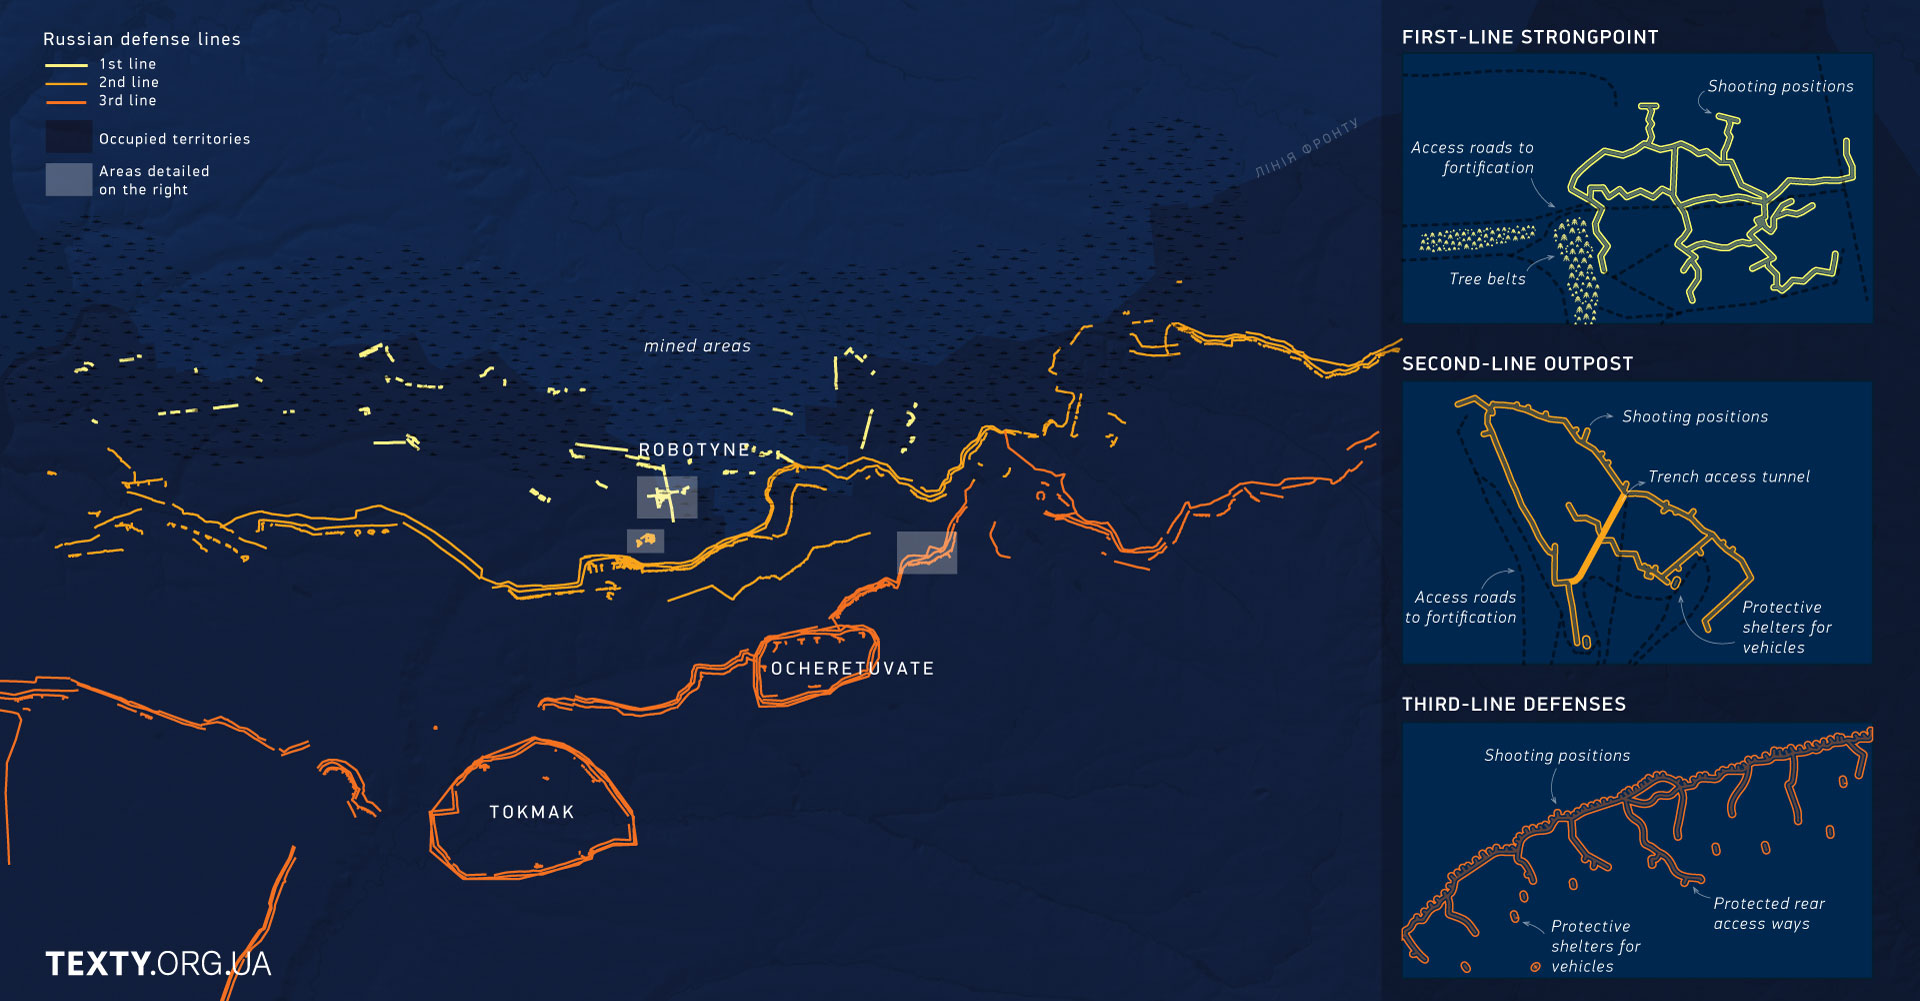 Russian defense lines
1st line
2nd line
3rd line
Occupied territories
Areas detailed
on the right
ЛІНІЯ ФРОНТУ
mined areas
ROBOTYNE
OCHERETUVATE
TOKMAK
TEXTY.ORG.UA
FIRST-LINE STRONGPOINT
Shooting positions
Access roads to
fortification
Tree belts
SECOND-LINE OUTPOST
Shooting positions
Trench access tunnel
Access roads
to fortification
Protective
shelters for
vehicles
THIRD-LINE DEFENSES
Shooting positions
Protected rear
access ways
Protective
shelters for
vehicles